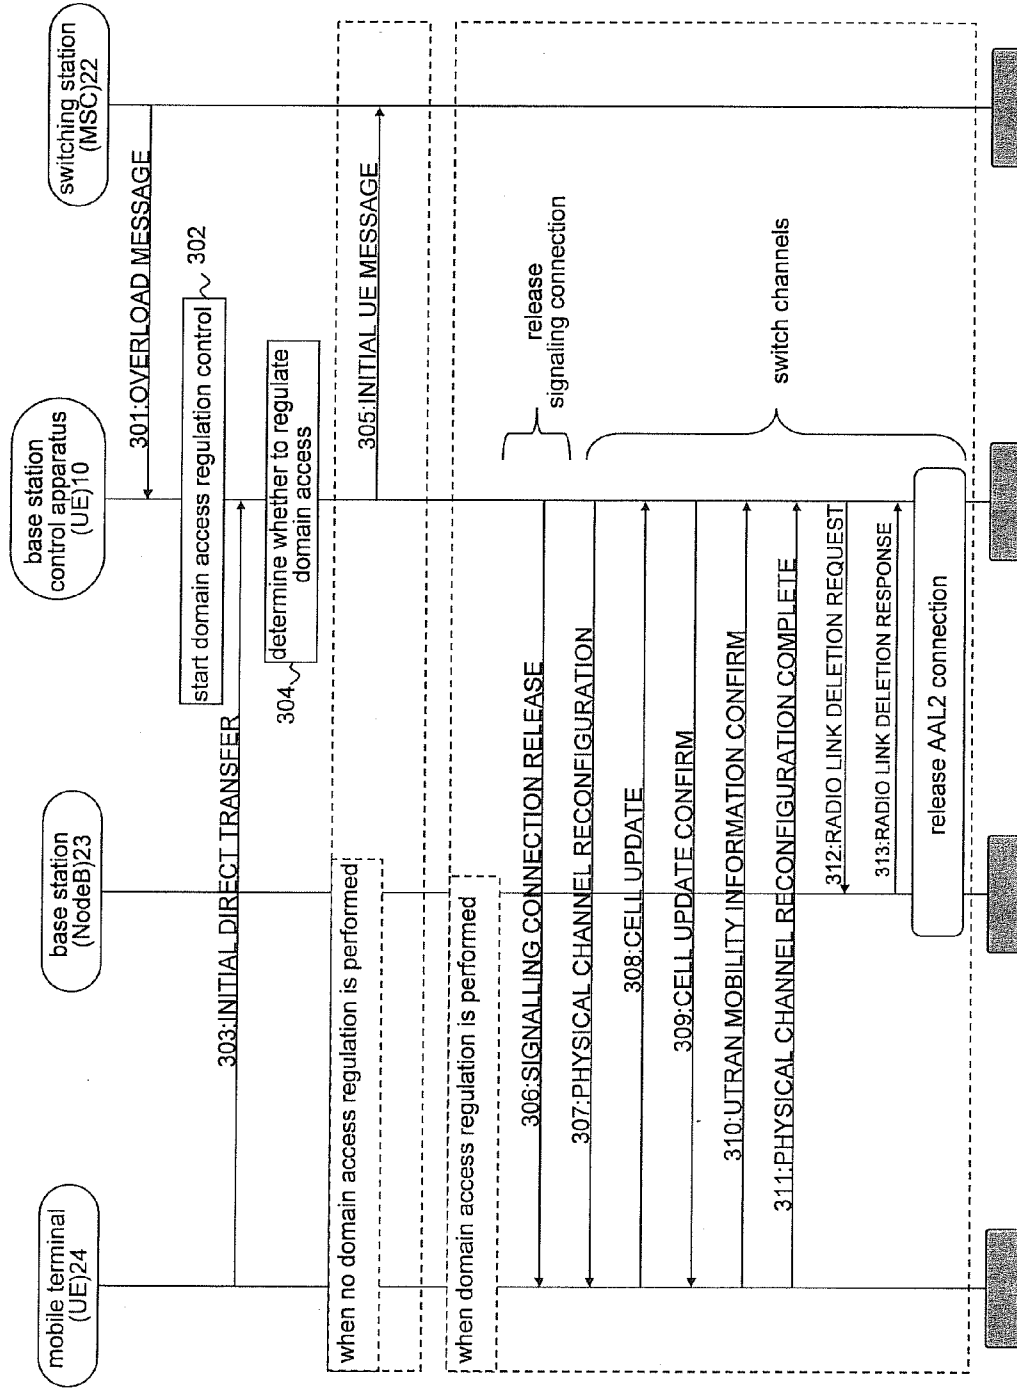 mobile terminal
(UE)24
base station
(NodeB)23
base station
control apparatus
(UE)10
switching station
(MSC)22
301:OVERLOAD MESSAGE
start domain access regulation control
302
303:INITIAL DIRECT TRANSFER
304
determine whether to regulate
domain access
when no domain access regulation is performed
305:INITIAL UE MESSAGE
when domain access regulation is performed
306:SIGNALLING CONNECTION RELEASE
release
signaling connection
307:PHYSICAL CHANNEL RECONFIGURATION
308:CELL UPDATE
309:CELL UPDATE CONFIRM
310:UTRAN MOBILITY INFORMATION CONFIRM
311:PHYSICAL CHANNEL RECONFIGURATION COMPLETE
switch channels
312:RADIO LINK DELETION REQUEST
313:RADIO LINK DELETION RESPONSE
release AAL2 connection